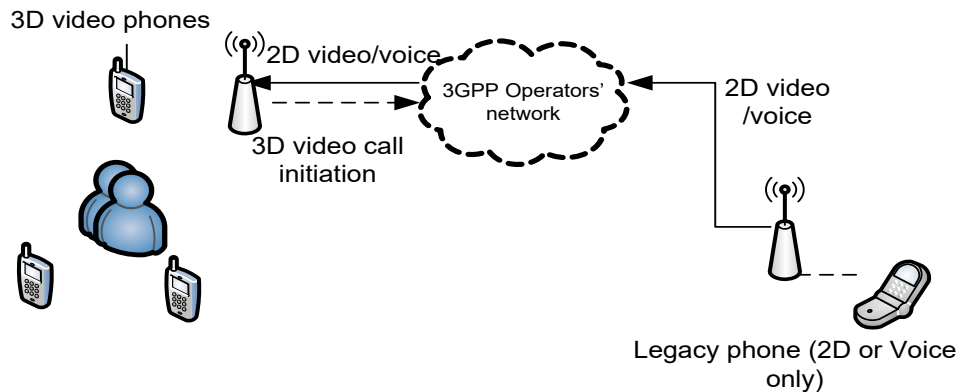 3D video phones
2D video/voice
3GPP Operators'
network
3D video call
initiation
2D video
/voice
Legacy phone (2D or Voice
only)